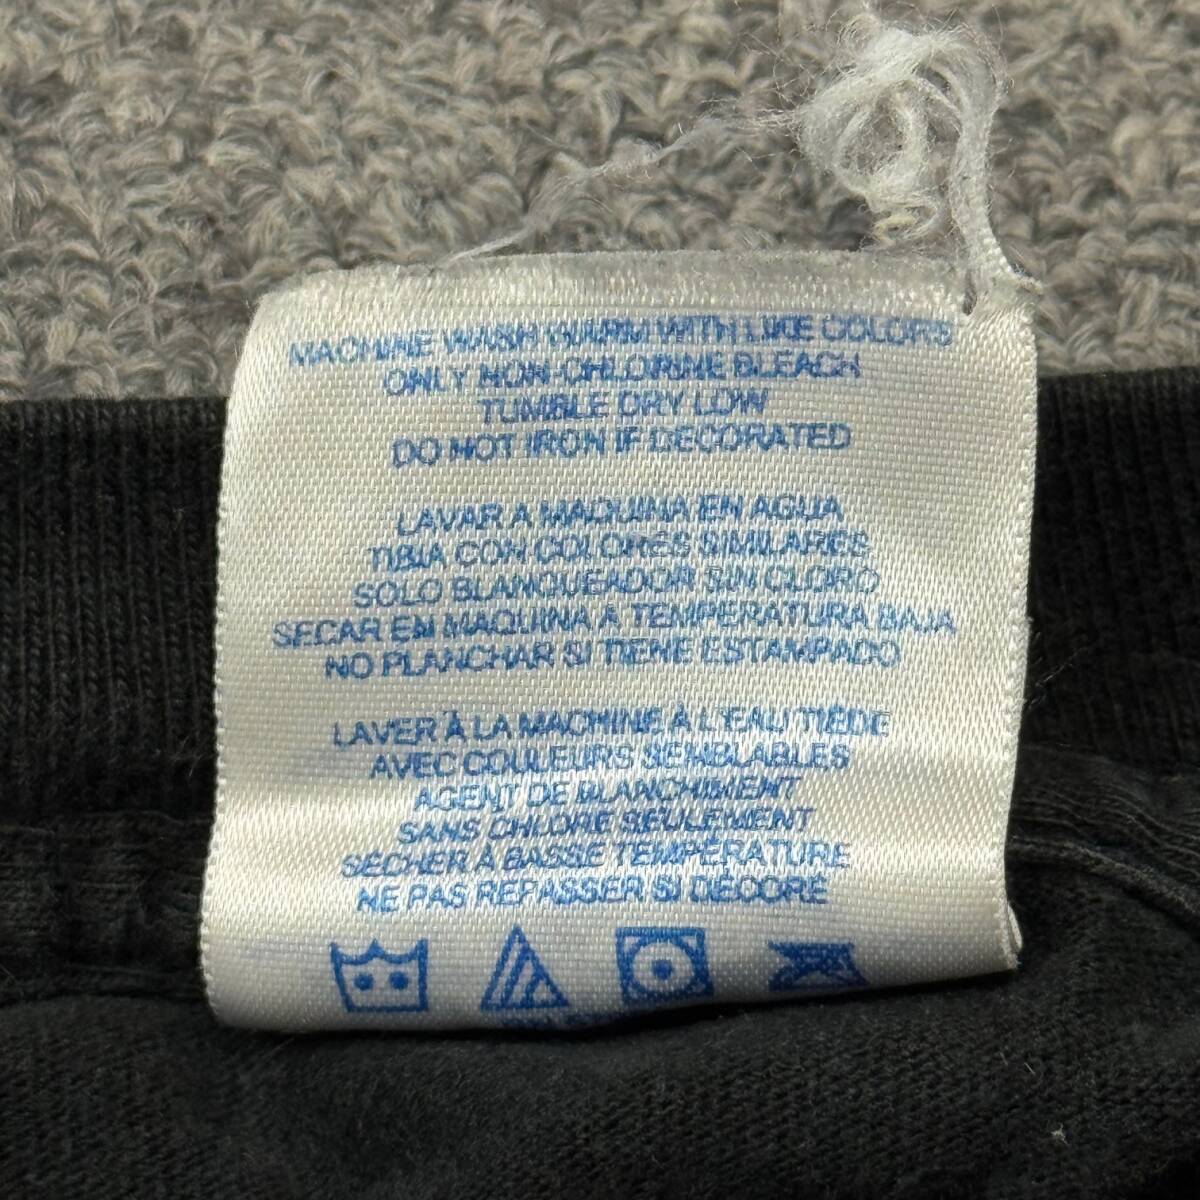 MACHINE WASH WARM WITH LIKE COLORS
ONLY NON-CHLORINE BLEACH
TUMBLE DRY LOW
DO NOT IRON IF DECORATED
LAVAR A MAQUINA EN AGUA
TIBIA CON COLORES SIMILARES
SOLO BLANQUEADOR SIN CLORO
SECAR EN MAQUINA A TEMPERATURA BAJA
NO PLANCHAR SI TIENE ESTAMPADO
LAVER À LA MACHINE À L'EAU TIÈDE
AVEC COULEURS SEMBLABLES
AGENT DE BLANCHIMENT
SANS CHLORE SEULEMENT
SÉCHER À BASSE TEMPÉRATURE
NE PAS REPASSER SI DÉCORÉ